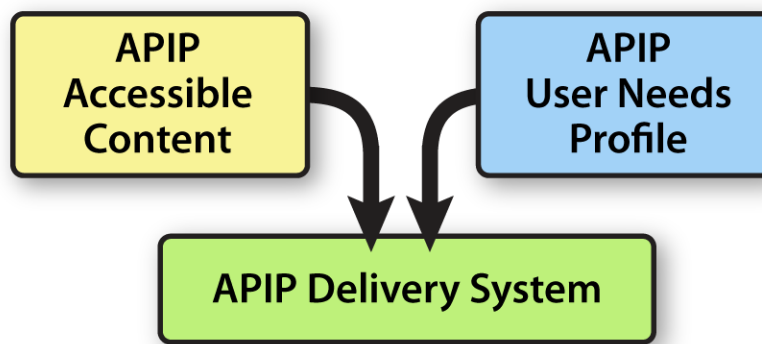 APIP
Accessible
Content
APIP
User Needs
Profile
APIP Delivery System